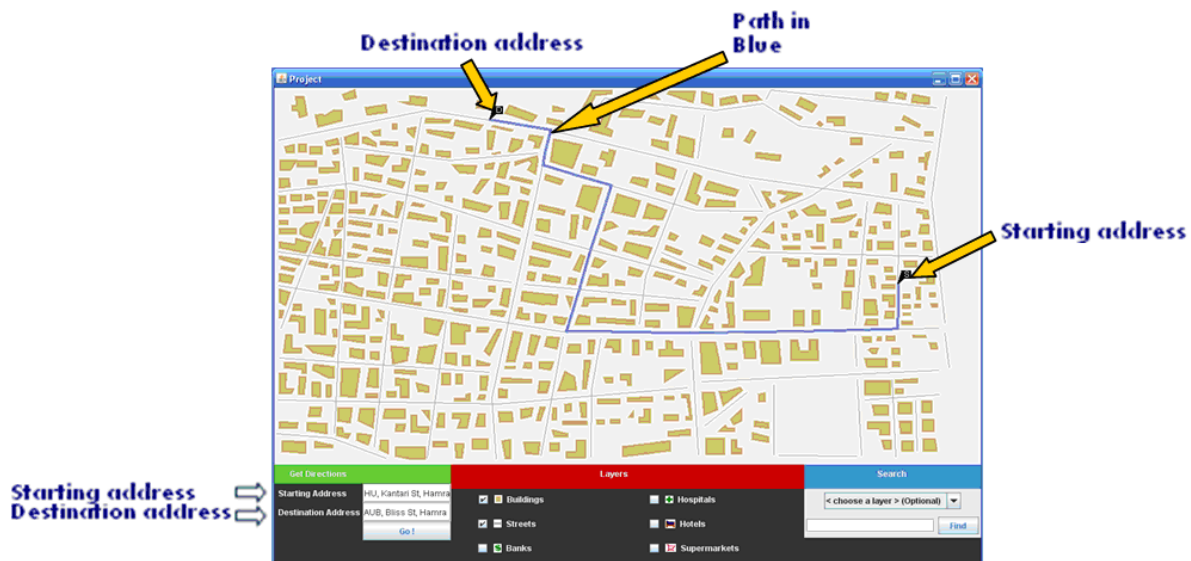 Path in
Blue
Destination address
Project
D
Starting address
S
Get Directions
Layers
Search
Starting address
Destination address
Starting Address
HU, Kantari St, Hamra
Destination Address
AUB, Bliss St, Hamra
Go !
Buildings
Hospitals
Streets
Hotels
Banks
Supermarkets
< choose a layer > (Optional)
Find